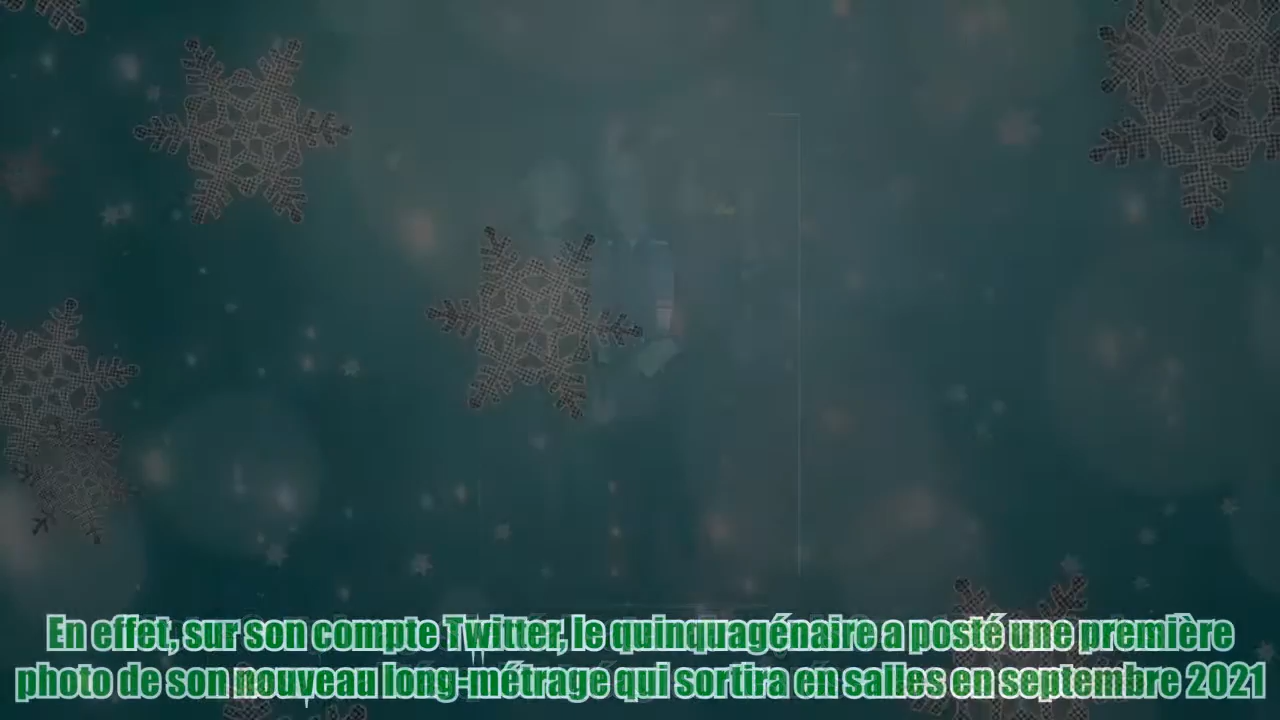 En effet, sur son compte Twitter, le quinquagénaire a posté une première
photo de son nouveau long-métrage qui sortira en salles en septembre 2021